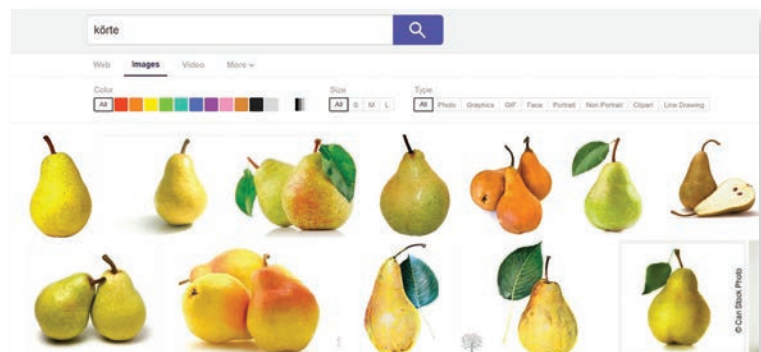 körte
Web Images Video More
Color Size Type
All All S M L All Photo Graphics GIF Face Portrait Non Portrait Clipart Line Drawing
© Can Stock Photo